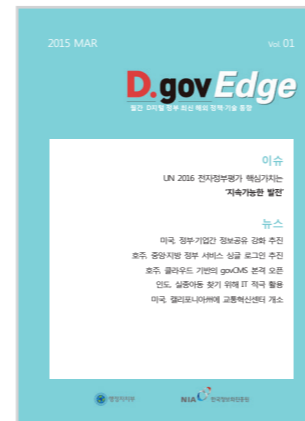 2015 MAR
Vol. 01
D.gov Edge
월간 디지털 정부 최신 해외 정책·기술 동향
이슈
UN 2016 전자정부평가 핵심가치는
'지속가능한 발전'
뉴스
미국, 정부·기업간 정보공유 강화 추진
호주, 중앙·지방 정부 서비스 싱글 로그인 추진
호주, 클라우드 기반의 govCMS 본격 오픈
인도, 실종아동 찾기 위해 IT 적극 활용
미국, 캘리포니아써에 교통혁신센터 개소
행정자치부
NIA 한국정보화진흥원